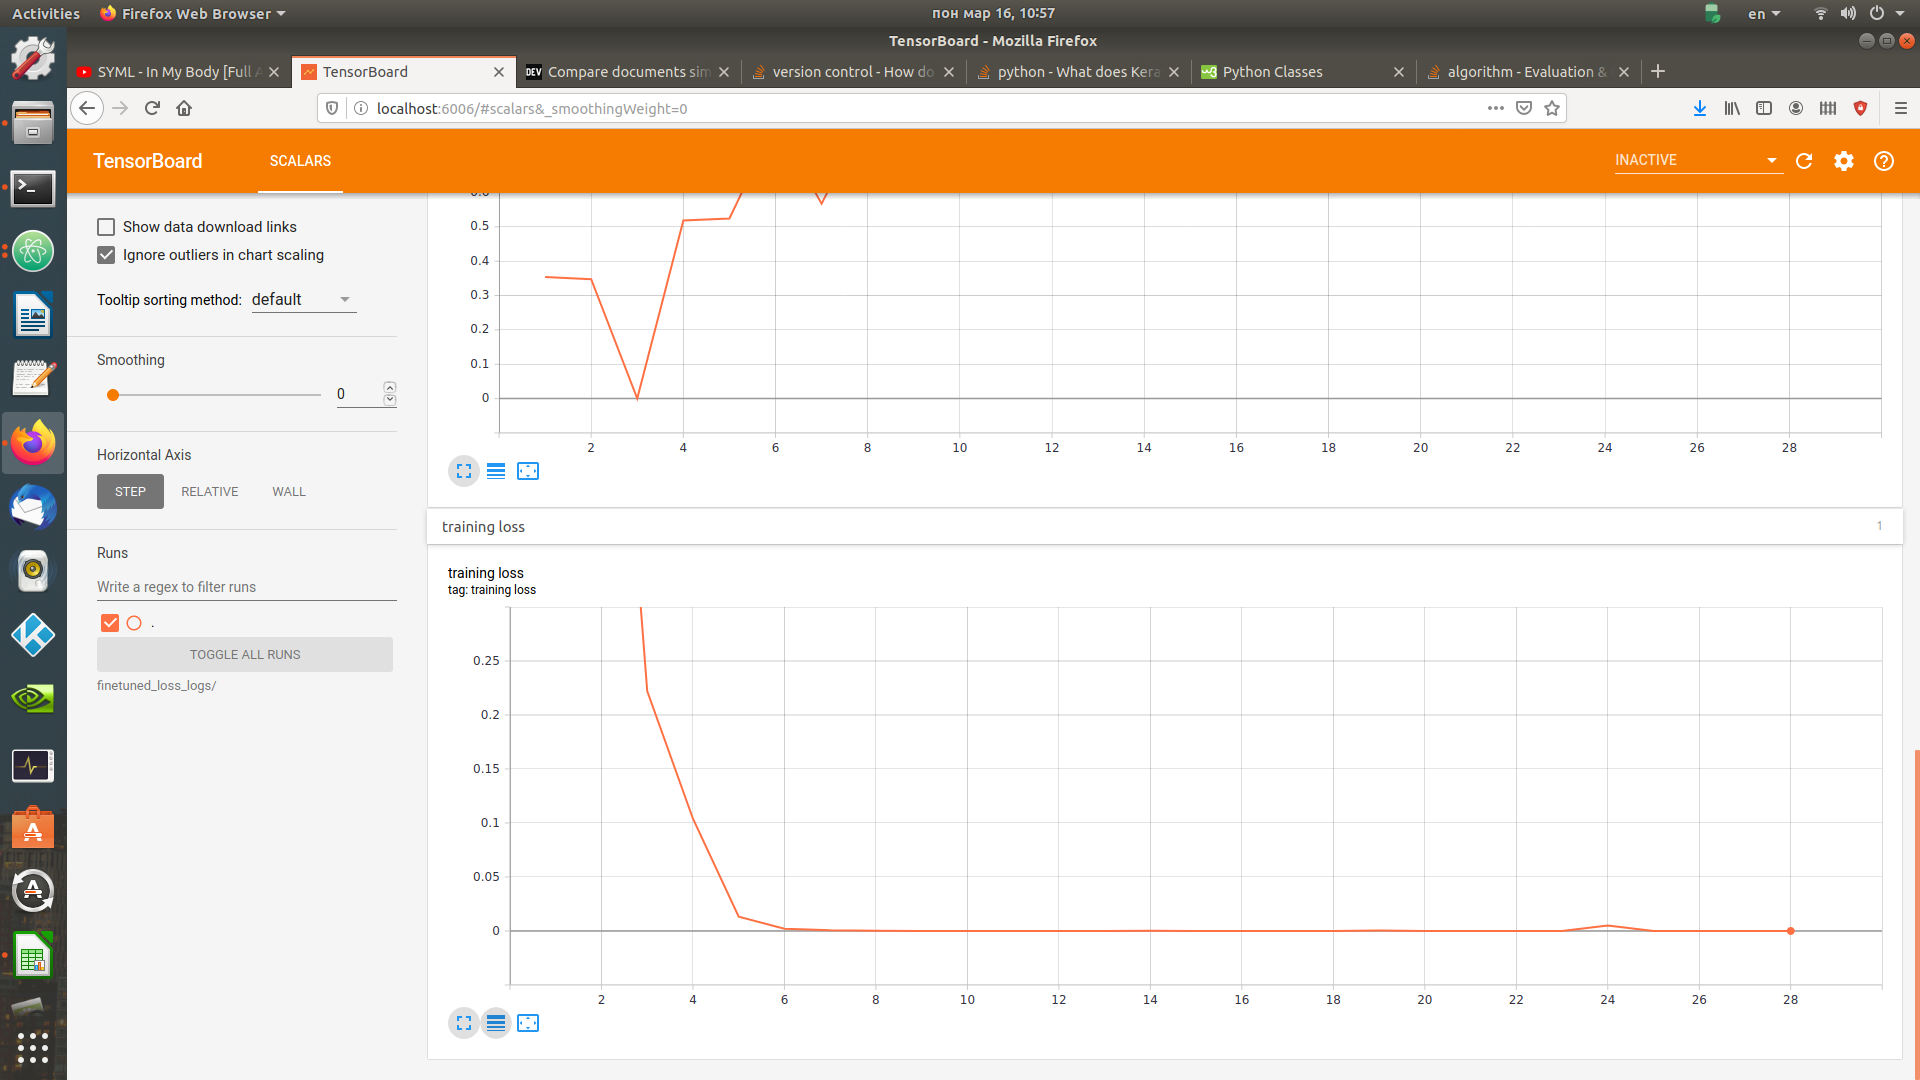 Activities Firefox Web Browser пон мар 16, 10:57 en
TensorBoard - Mozilla Firefox
SYML - In My Body [Full A TensorBoard DEV Compare documents sim version control - How do python - What does Kera Python Classes algorithm - Evaluation &
localhost:6006/#scalars&_smoothingWeight=0
TensorBoard SCALARS INACTIVE
Show data download links
Ignore outliers in chart scaling
Tooltip sorting method: default
Smoothing
0
Horizontal Axis
STEP RELATIVE WALL
Runs
Write a regex to filter runs
.
TOGGLE ALL RUNS
finetuned_loss_logs/
0.6
0.5
0.4
0.3
0.2
0.1
0
2 4 6 8 10 12 14 16 18 20 22 24 26 28
training loss 1
training loss
tag: training loss
0.25
0.2
0.15
0.1
0.05
0
2 4 6 8 10 12 14 16 18 20 22 24 26 28